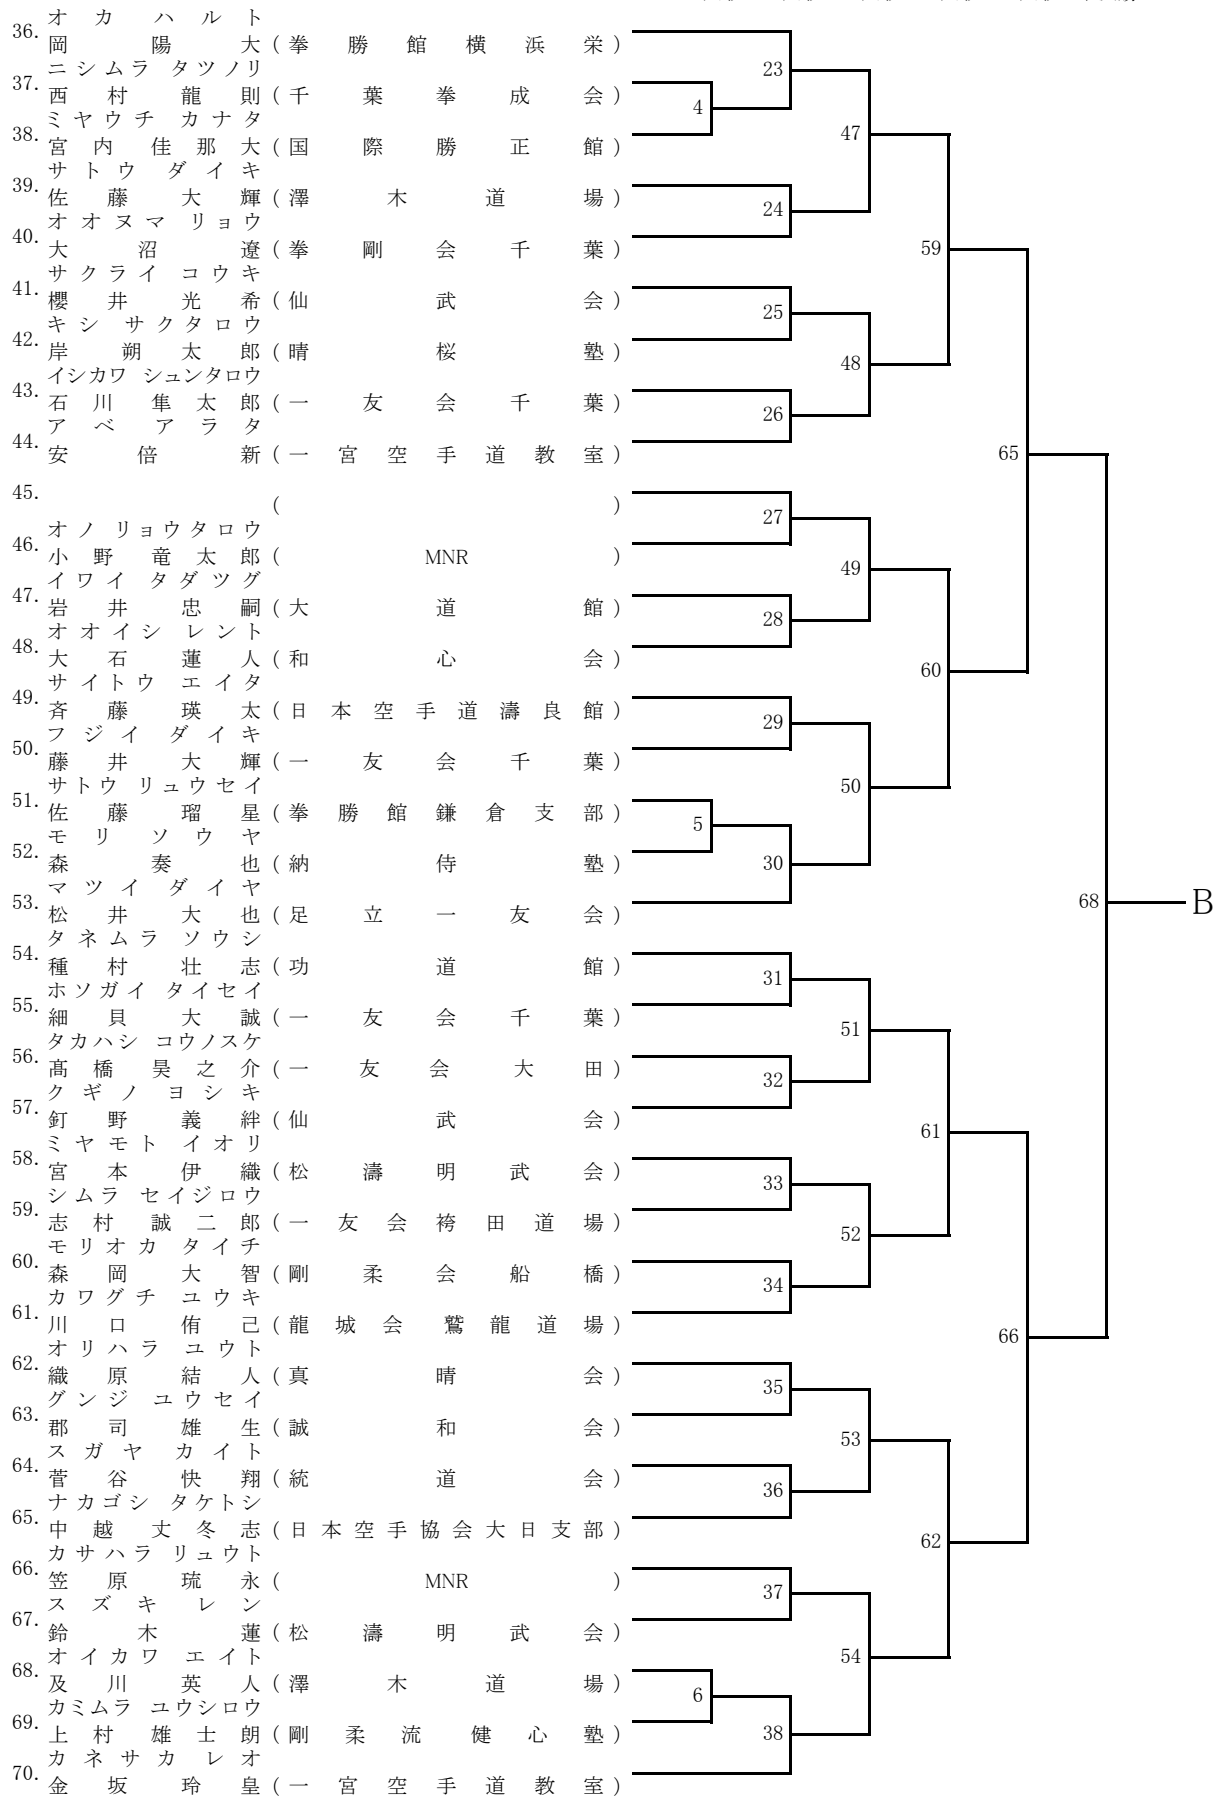 オカ ハルト
36. 岡陽大(拳勝館横浜栄)
ニシムラ タツノリ
37. 西村龍則(千葉拳成会)
ミヤウチ カナタ
38. 宮内佳那大(国際勝正館)
サトウ ダイキ
39. 佐藤大輝(澤木道場)
オオヌマ リョウ
40. 大沼遼(拳剛会千葉)
サクライ コウキ
41. 櫻井光希(仙武会)
キシ サクタロウ
42. 岸朔太郎(晴桜塾)
イシカワ シュンタロウ
43. 石川隼太郎(一友会千葉)
アベ アラタ
44. 安倍新(一宮空手道教室)
45. ( )
オノ リョウタロウ
46. 小野竜太郎(MNR)
イワイ タダツグ
47. 岩井忠嗣(大道館)
オオイシ レント
48. 大石蓮人(和心会)
サイトウ エイタ
49. 斉藤瑛太(日本空手道濤良館)
フジイ ダイキ
50. 藤井大輝(一友会千葉)
サトウ リュウセイ
51. 佐藤瑠星(拳勝館鎌倉支部)
モリ ソウヤ
52. 森奏也(納侍塾)
マツイ ダイヤ
53. 松井大也(足立一友会)
タネムラ ソウシ
54. 種村壮志(功道館)
ホソガイ タイセイ
55. 細貝大誠(一友会千葉)
タカハシ コウノスケ
56. 髙橋昊之介(一友会大田)
クギノ ヨシキ
57. 釘野義絆(仙武会)
ミヤモト イオリ
58. 宮本伊織(松濤明武会)
シムラ セイジロウ
59. 志村誠二郎(一友会袴田道場)
モリオカ タイチ
60. 森岡大智(剛柔会船橋)
カワグチ ユウキ
61. 川口侑己(龍城会鷲龍道場)
オリハラ ユウト
62. 織原結人(真晴会)
グンジ ユウセイ
63. 郡司雄生(誠和会)
スガヤ カイト
64. 菅谷快翔(統道会)
ナカゴシ タケトシ
65. 中越丈冬志(日本空手協会大日支部)
カサハラ リュウト
66. 笠原琉永(MNR)
スズキ レン
67. 鈴木蓮(松濤明武会)
オイカワ エイト
68. 及川英人(澤木道場)
カミムラ ユウシロウ
69. 上村雄士朗(剛柔流健心塾)
カネサカ レオ
70. 金坂玲皇(一宮空手道教室)
4
5
6
23
24
25
26
27
28
29
30
31
32
33
34
35
36
37
38
47
48
49
50
51
52
53
54
59
60
61
62
65
66
68
B